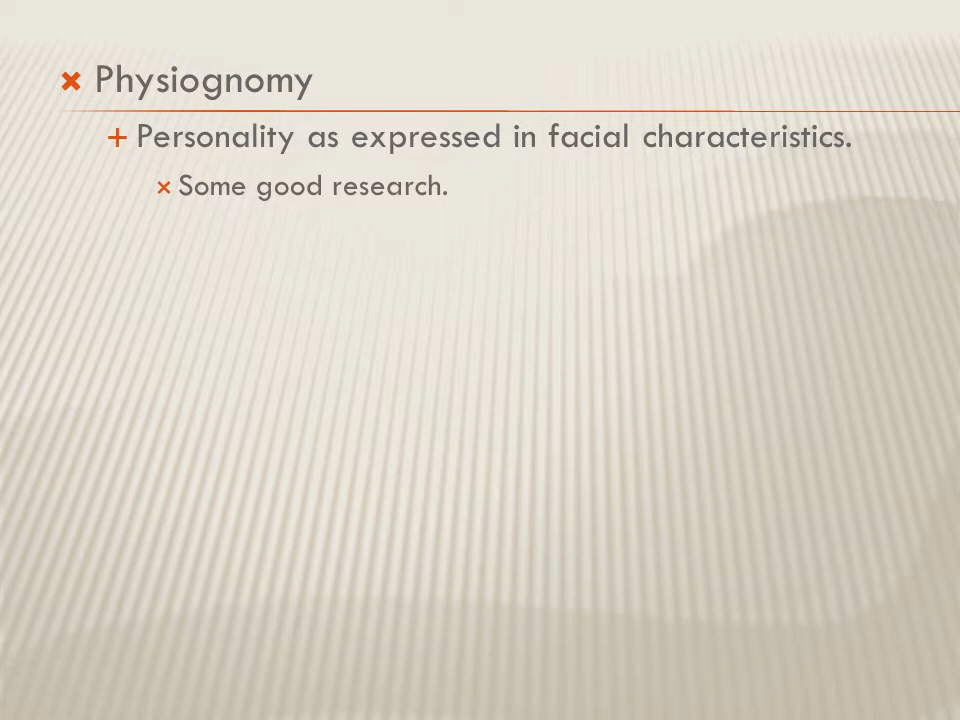 Physiognomy
Personality as expressed in facial characteristics.
Some good research.